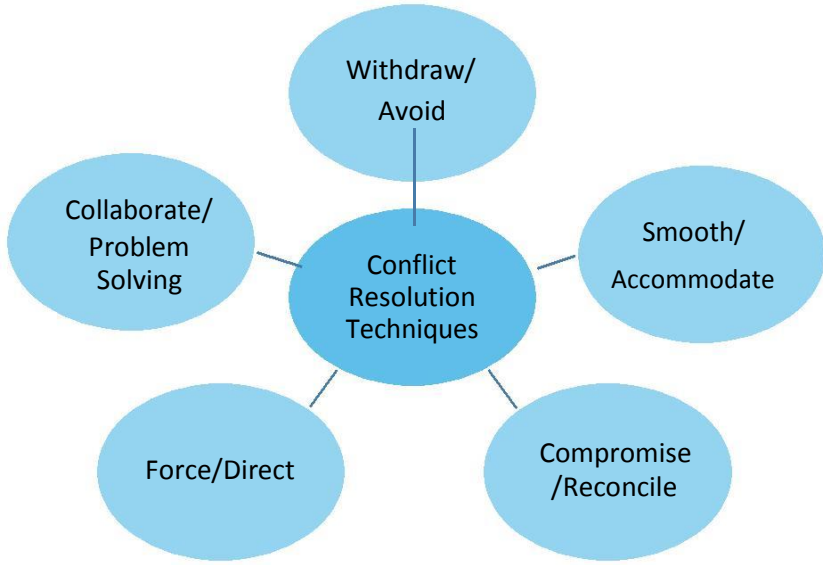 Withdraw/
Avoid
Collaborate/
Problem
Solving
Smooth/
Accommodate
Conflict
Resolution
Techniques
Force/Direct
Compromise
/Reconcile